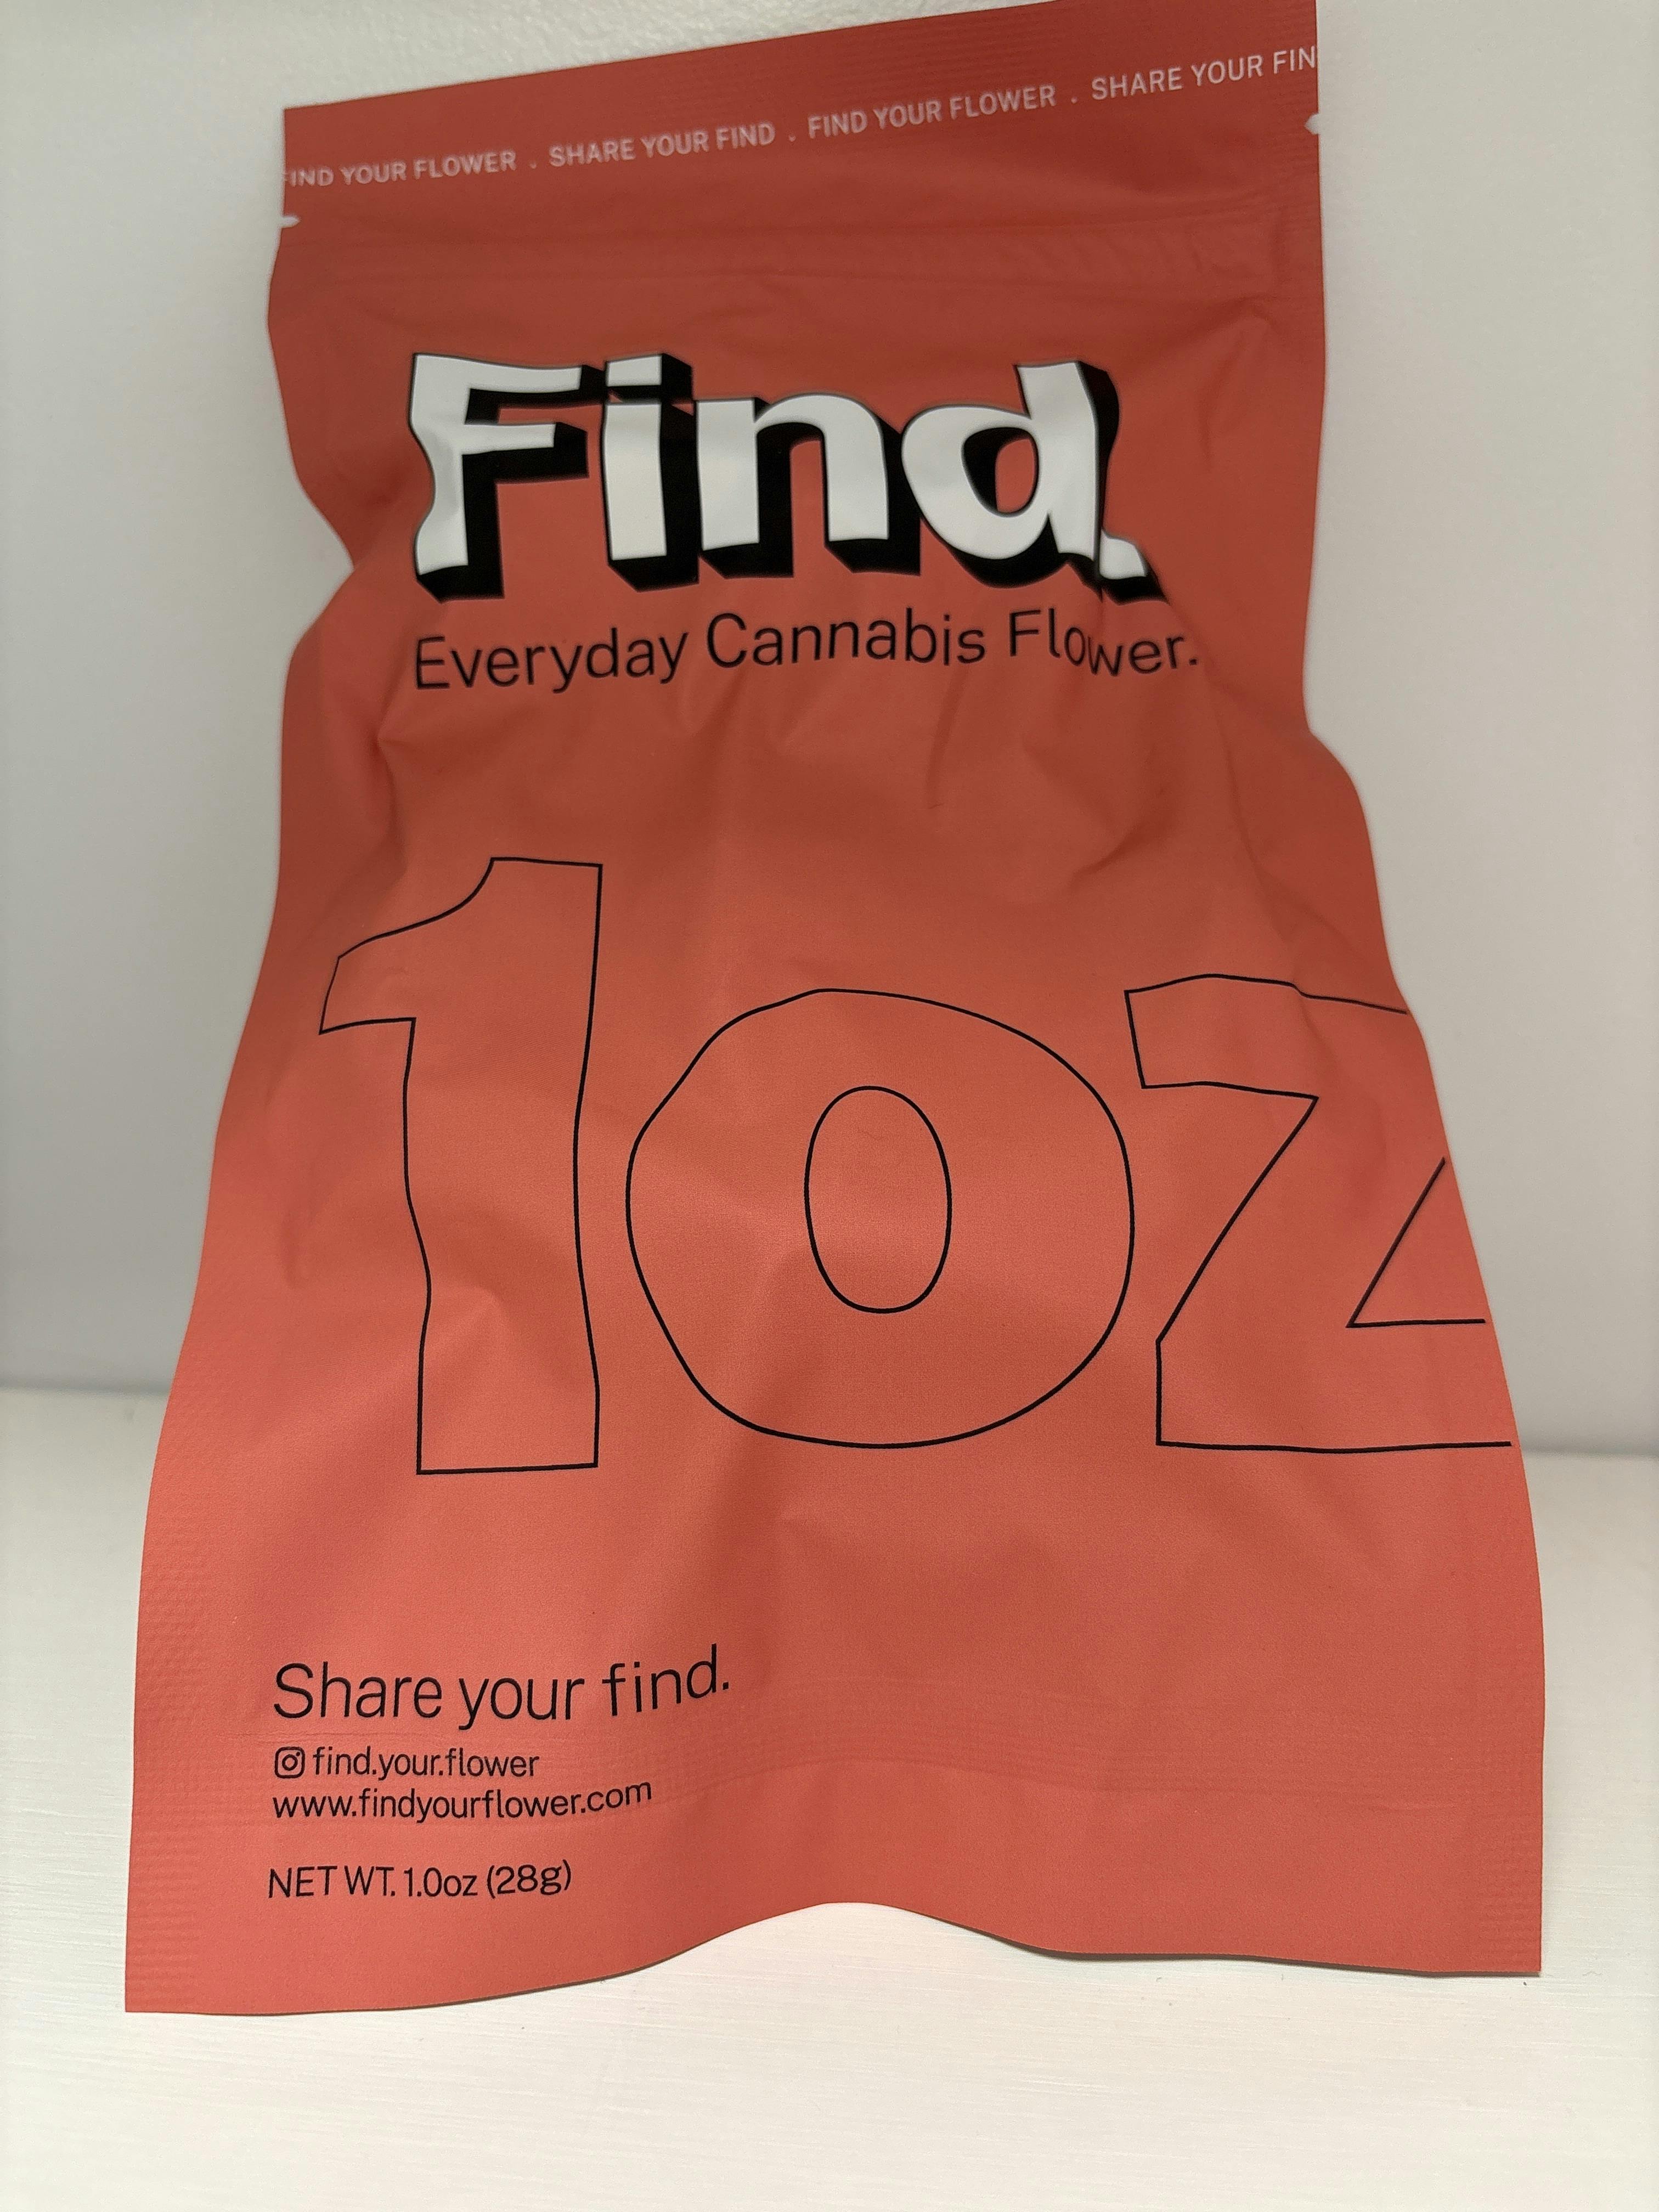 FIND YOUR FLOWER . SHARE YOUR FIND . FIND YOUR FLOWER . SHARE YOUR FIN
Find.
Everyday Cannabis Flower.
1oz
Share your find.
find.your.flower
www.findyourflower.com
NET WT. 1.0oz (28g)